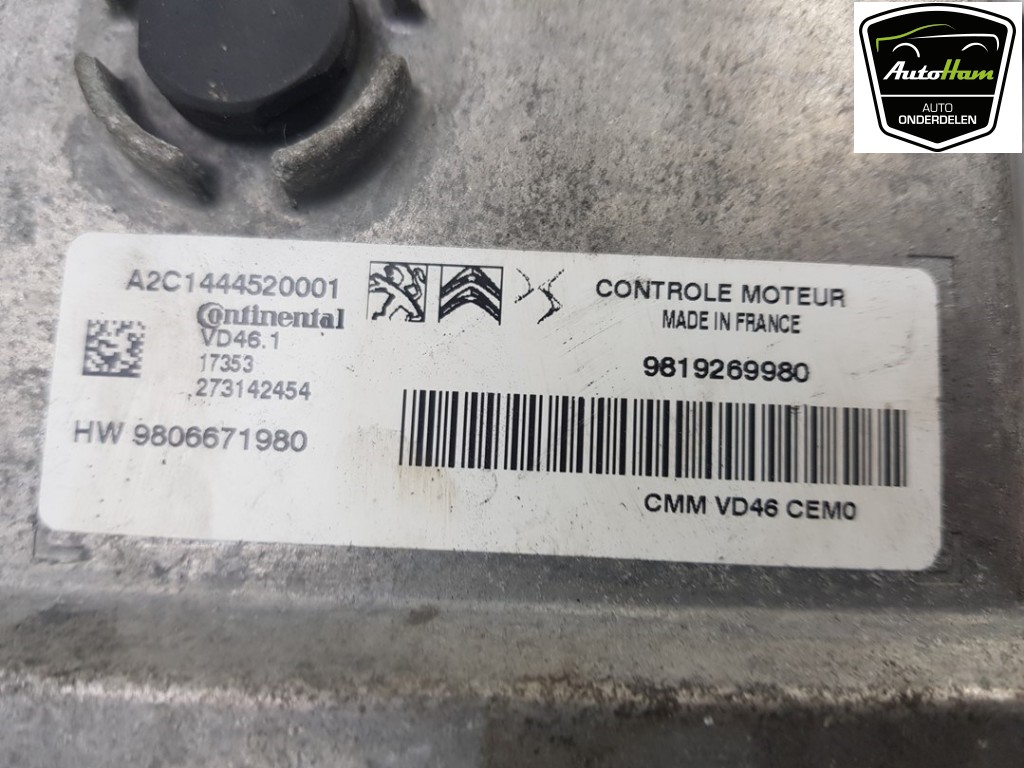 AutoHam
AUTO
ONDERDELEN
A2C1444520001
Continental
VD46.1
17353
273142454
HW 9806671980
CONTROLE MOTEUR
MADE IN FRANCE
9819269980
CMM VD46 CEM0